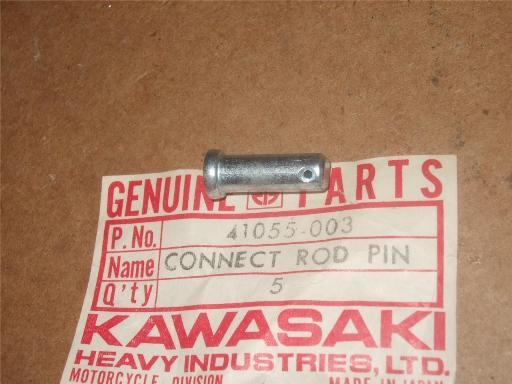 GENUINE PARTS
P. No. 41055-003
Name CONNECT ROD PIN
Q'ty 5
KAWASAKI
HEAVY INDUSTRIES, LTD.
MOTORCYCLE DIVISION MADE IN JAPAN